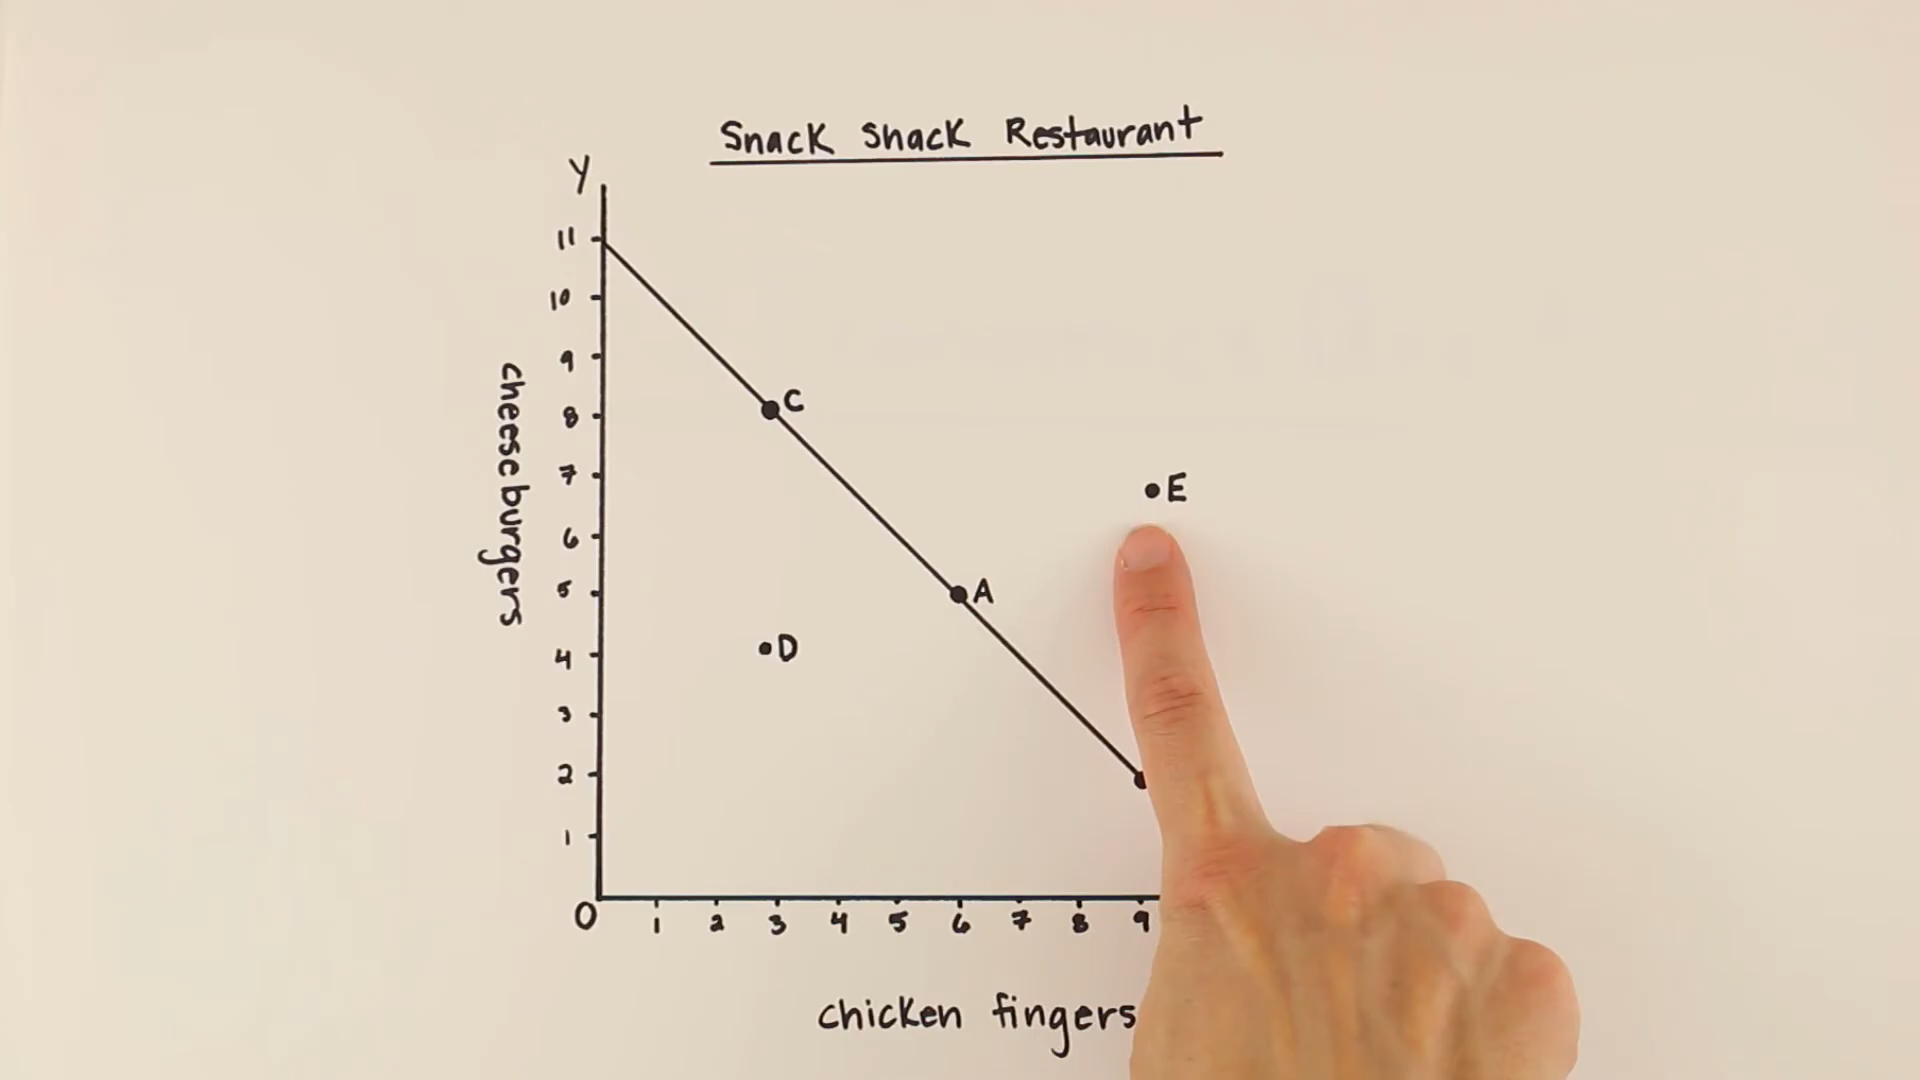 Snack Shack Restaurant
Y
11
10
9
8
7
6
5
4
3
2
1
cheeseburgers
C
E
A
D
0 1 2 3 4 5 6 7 8 9
chicken fingers